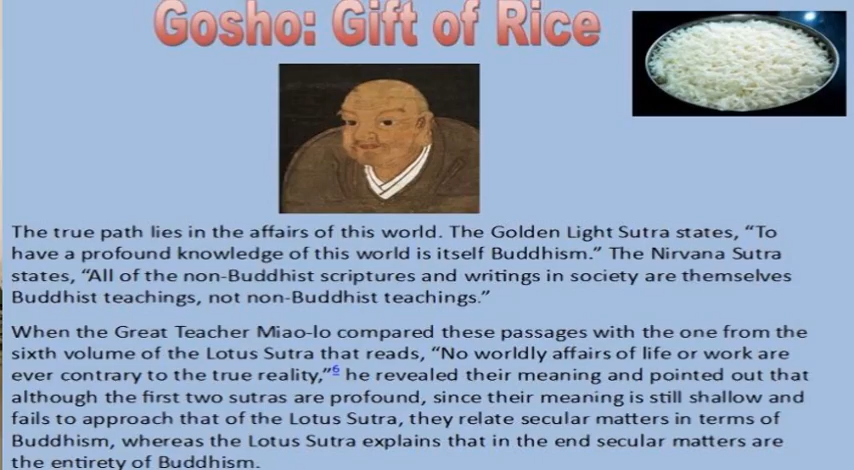 Gosho: Gift of Rice
The true path lies in the affairs of this world. The Golden Light Sutra states, “To
have a profound knowledge of this world is itself Buddhism.” The Nirvana Sutra
states, “All of the non-Buddhist scriptures and writings in society are themselves
Buddhist teachings, not non-Buddhist teachings.”
When the Great Teacher Miao-lo compared these passages with the one from the
sixth volume of the Lotus Sutra that reads, “No worldly affairs of life or work are
ever contrary to the true reality,”6 he revealed their meaning and pointed out that
although the first two sutras are profound, since their meaning is still shallow and
fails to approach that of the Lotus Sutra, they relate secular matters in terms of
Buddhism, whereas the Lotus Sutra explains that in the end secular matters are
the entirety of Buddhism.